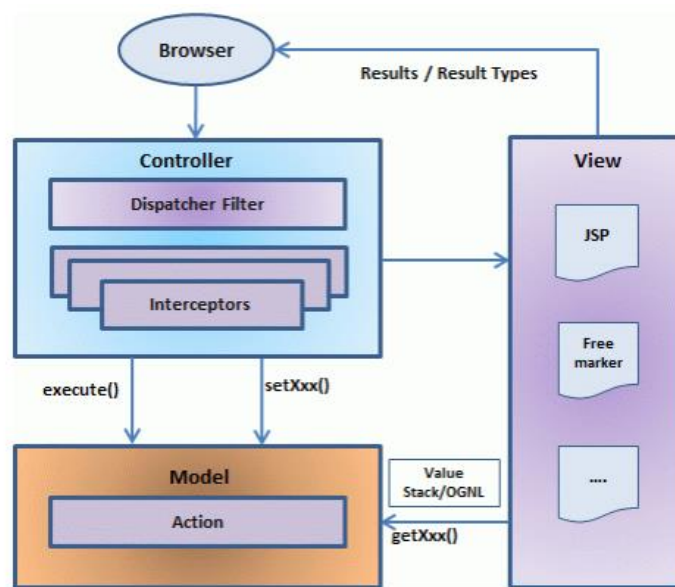 Browser
Results / Result Types
Controller
Dispatcher Filter
Interceptors
execute()
setXxx()
View
JSP
Free
marker
....
Model
Action
Value
Stack/OGNL
getXxx()